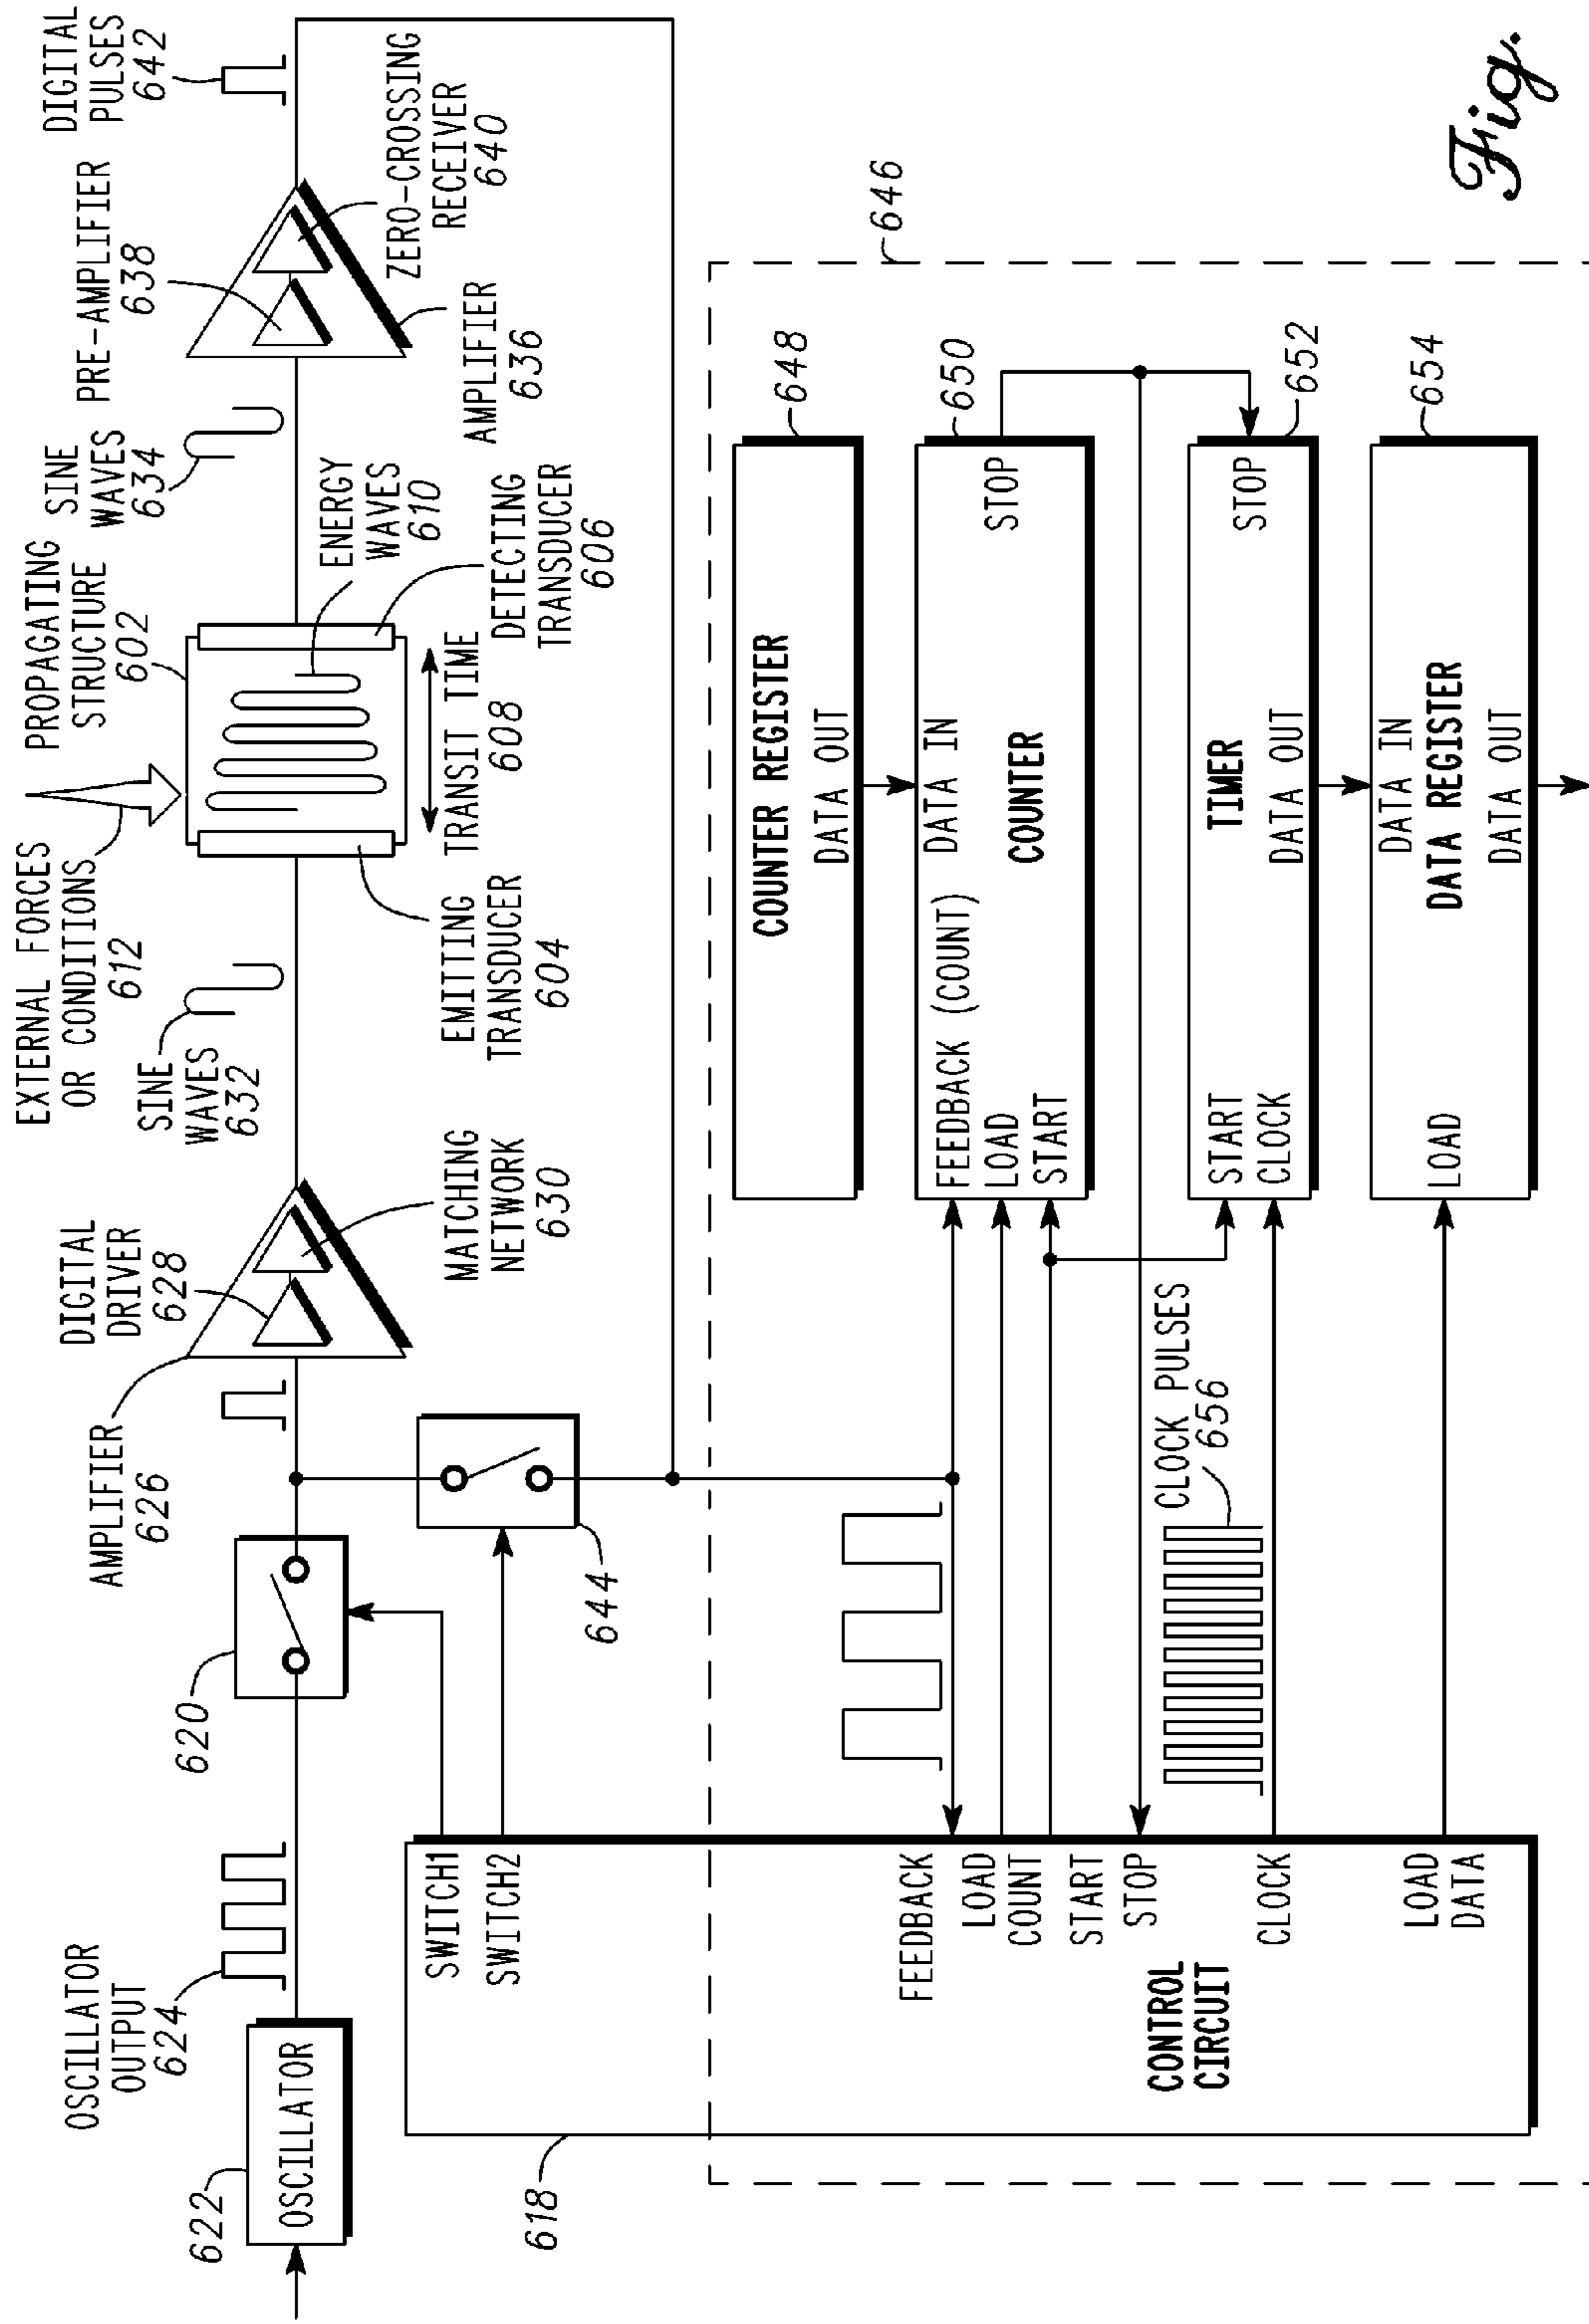 OSCILLATOR
OUTPUT
624
622
OSCILLATOR
620
AMPLIFIER
626
DIGITAL
DRIVER
628
MATCHING
NETWORK
630
644
EXTERNAL FORCES
OR CONDITIONS
612
SINE
WAVES
632
EMITTING
TRANSDUCER
604
PROPAGATING
STRUCTURE
602
ENERGY
WAVES
610
TRANSIT TIME
608
DETECTING
TRANSDUCER
606
SINE
WAVES
634
PRE-AMPLIFIER
638
AMPLIFIER
636
ZERO-CROSSING
RECEIVER
640
DIGITAL
PULSES
642
618
SWITCH1
SWITCH2
FEEDBACK
LOAD
COUNT
START
STOP
CLOCK
LOAD
DATA
CONTROL
CIRCUIT
CLOCK PULSES
656
646
COUNTER REGISTER
DATA OUT
648
FEEDBACK (COUNT)
LOAD
START
DATA IN
COUNTER
STOP
650
START
CLOCK
TIMER
DATA OUT
STOP
652
LOAD
DATA IN
DATA REGISTER
DATA OUT
654
Fig.